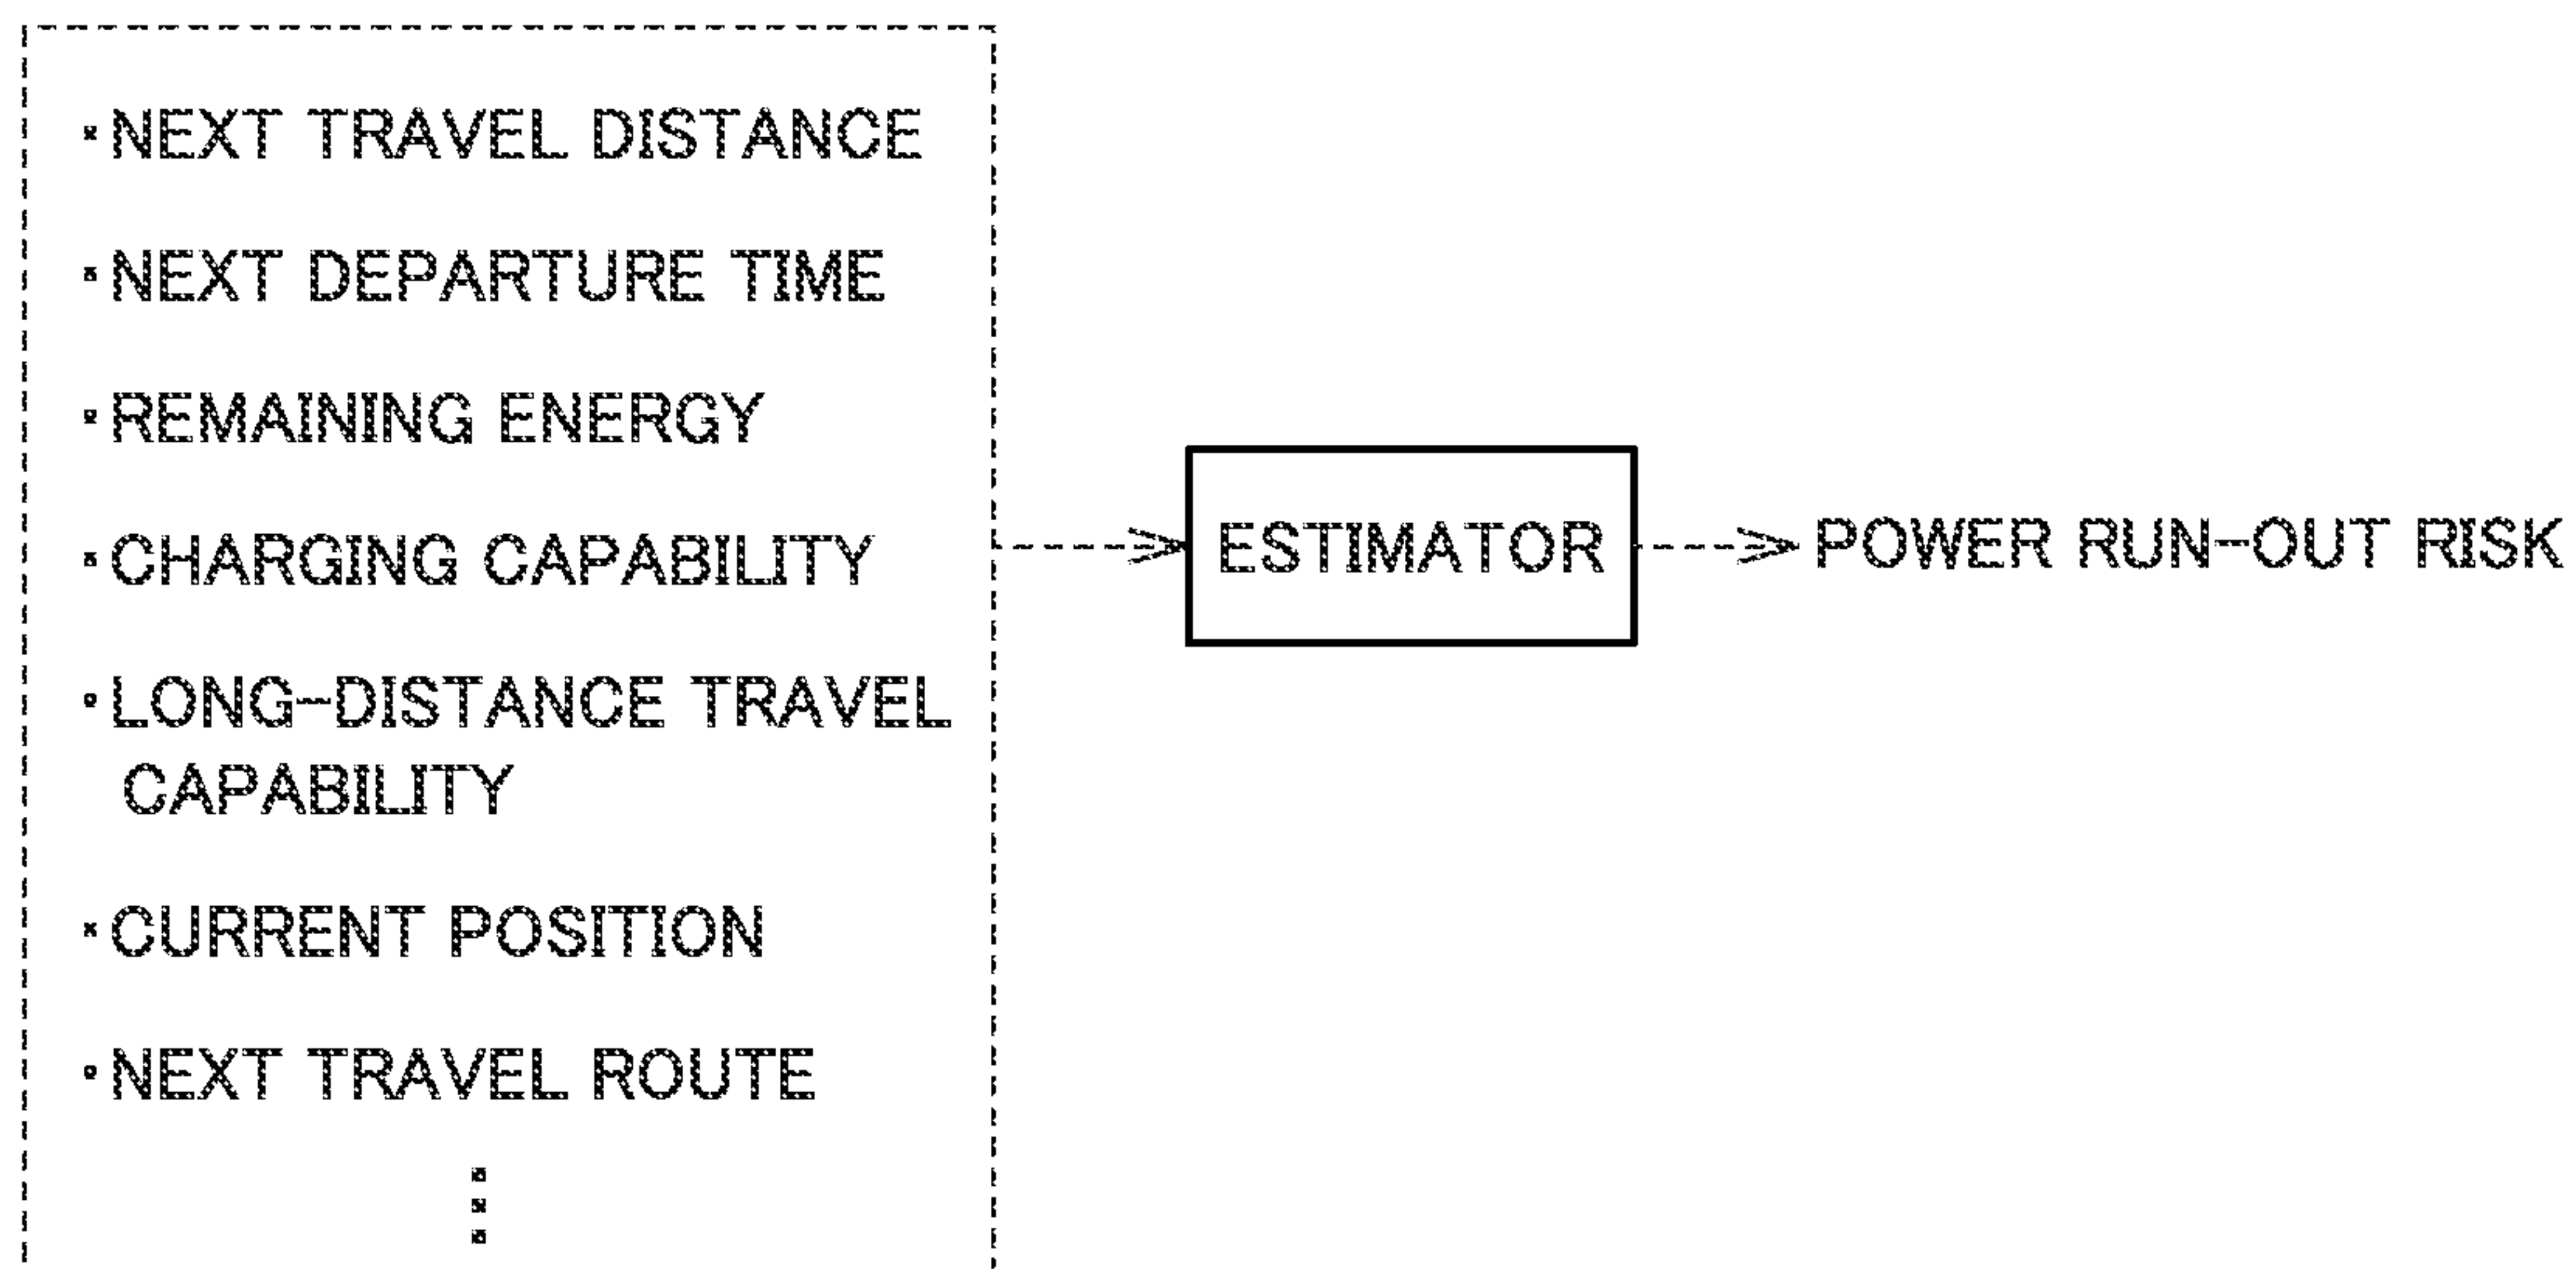 ・NEXT TRAVEL DISTANCE
・NEXT DEPARTURE TIME
・REMAINING ENERGY
・CHARGING CAPABILITY
・LONG-DISTANCE TRAVEL
CAPABILITY
・CURRENT POSITION
・NEXT TRAVEL ROUTE
⋮
ESTIMATOR
POWER RUN-OUT RISK